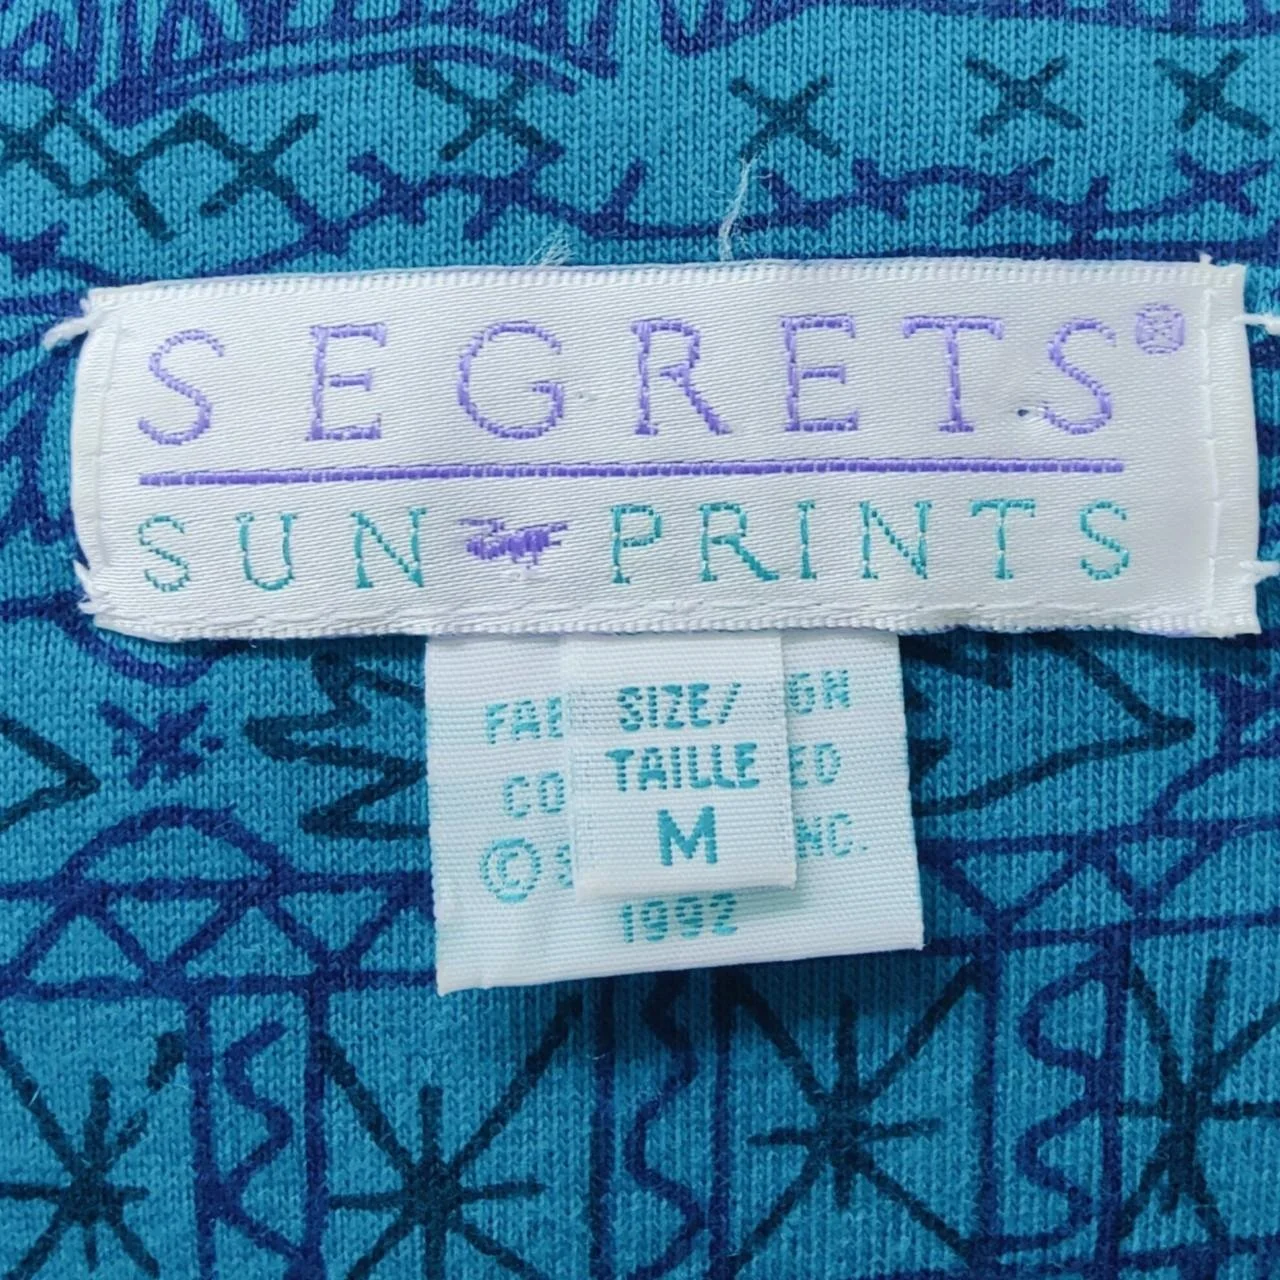 SEGRETS®
SUN PRINTS
SIZE/
TAILLE
M
1992